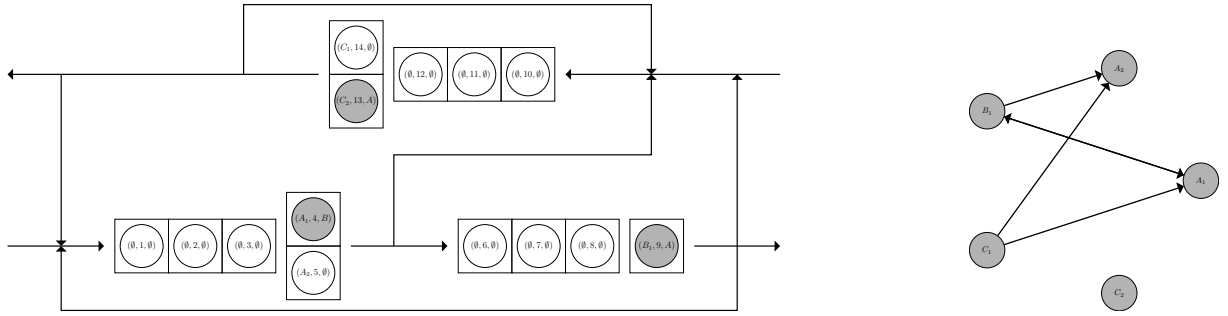 (C₁, 14, ∅)
(C₂, 13, A)
(∅, 12, ∅)
(∅, 11, ∅)
(∅, 10, ∅)
(∅, 1, ∅)
(∅, 2, ∅)
(∅, 3, ∅)
(A₁, 4, B)
(A₂, 5, ∅)
(∅, 6, ∅)
(∅, 7, ∅)
(∅, 8, ∅)
(B₁, 9, A)
A₂
B₁
A₁
C₁
C₂